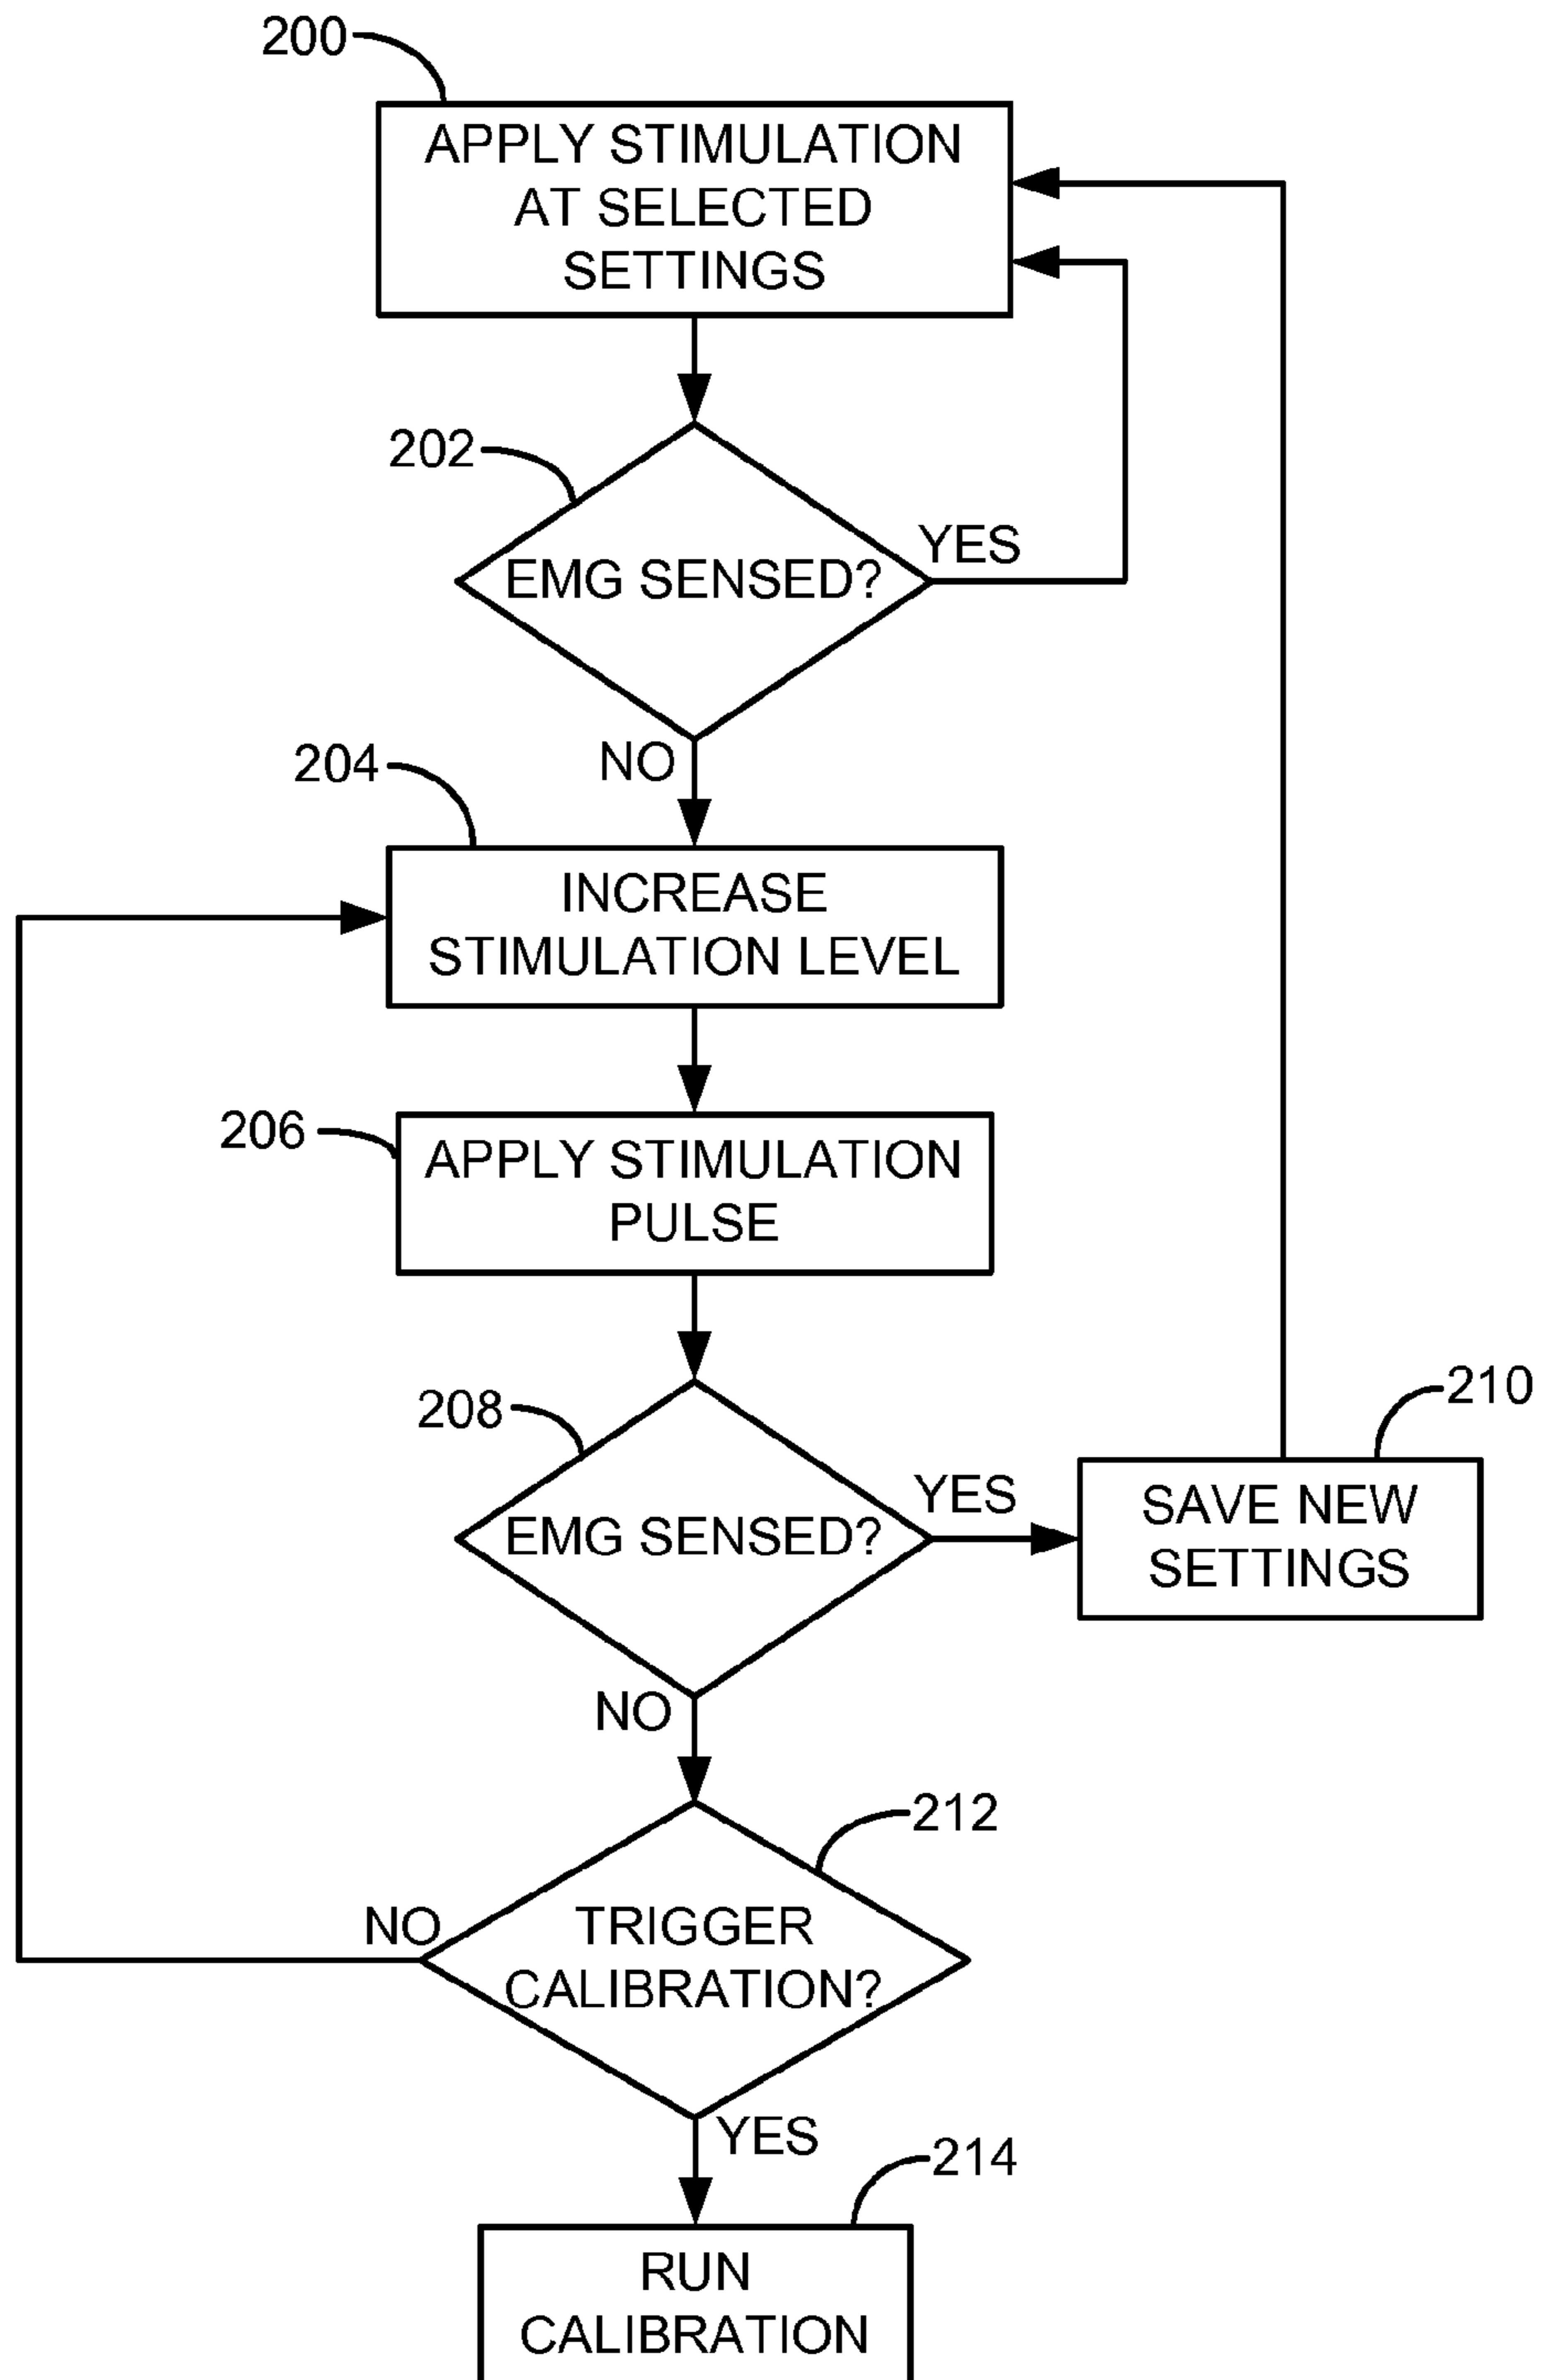 200
APPLY STIMULATION
AT SELECTED
SETTINGS
202
EMG SENSED?
YES
NO
204
INCREASE
STIMULATION LEVEL
206
APPLY STIMULATION
PULSE
208
EMG SENSED?
YES
210
SAVE NEW
SETTINGS
NO
212
NO
TRIGGER
CALIBRATION?
YES
214
RUN
CALIBRATION